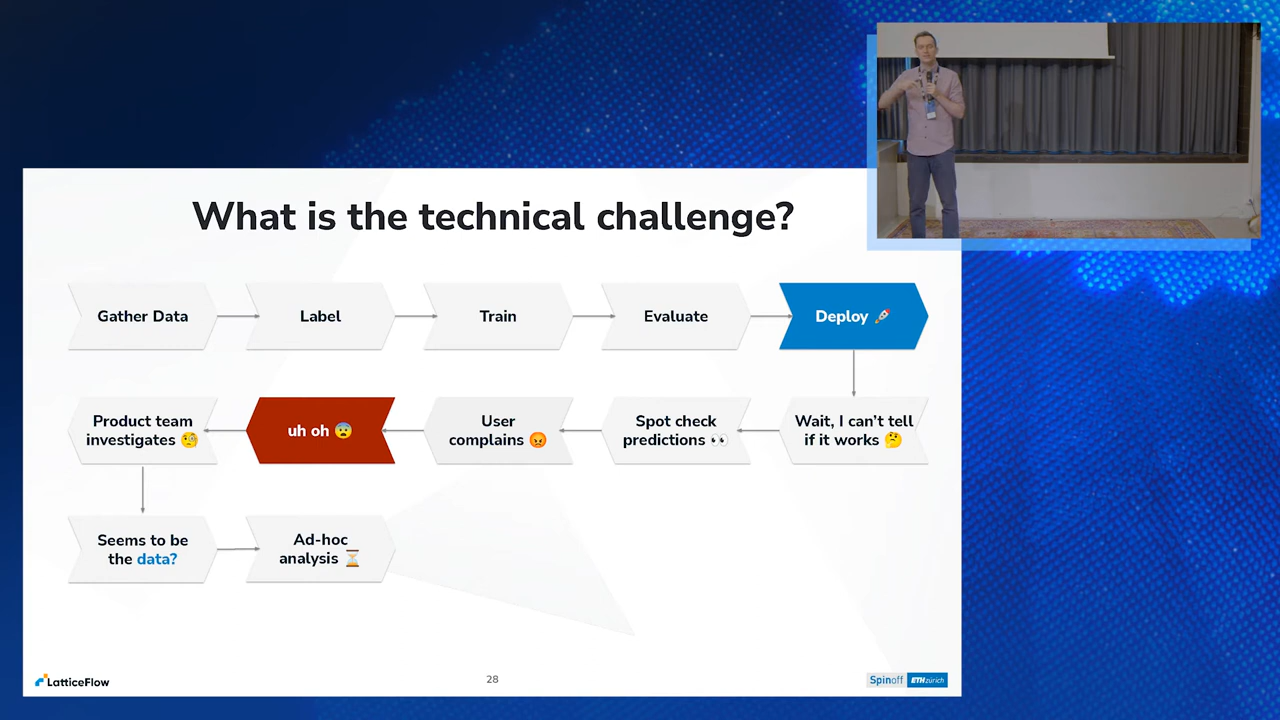 What is the technical challenge?
Gather Data
Label
Train
Evaluate
Deploy 🚀
Product team
investigates 🧐
uh oh 😨
User
complains 😡
Spot check
predictions 👀
Wait, I can't tell
if it works 🤔
Seems to be
the data?
Ad-hoc
analysis ⏳
LatticeFlow
28
Spinoff ETH zürich